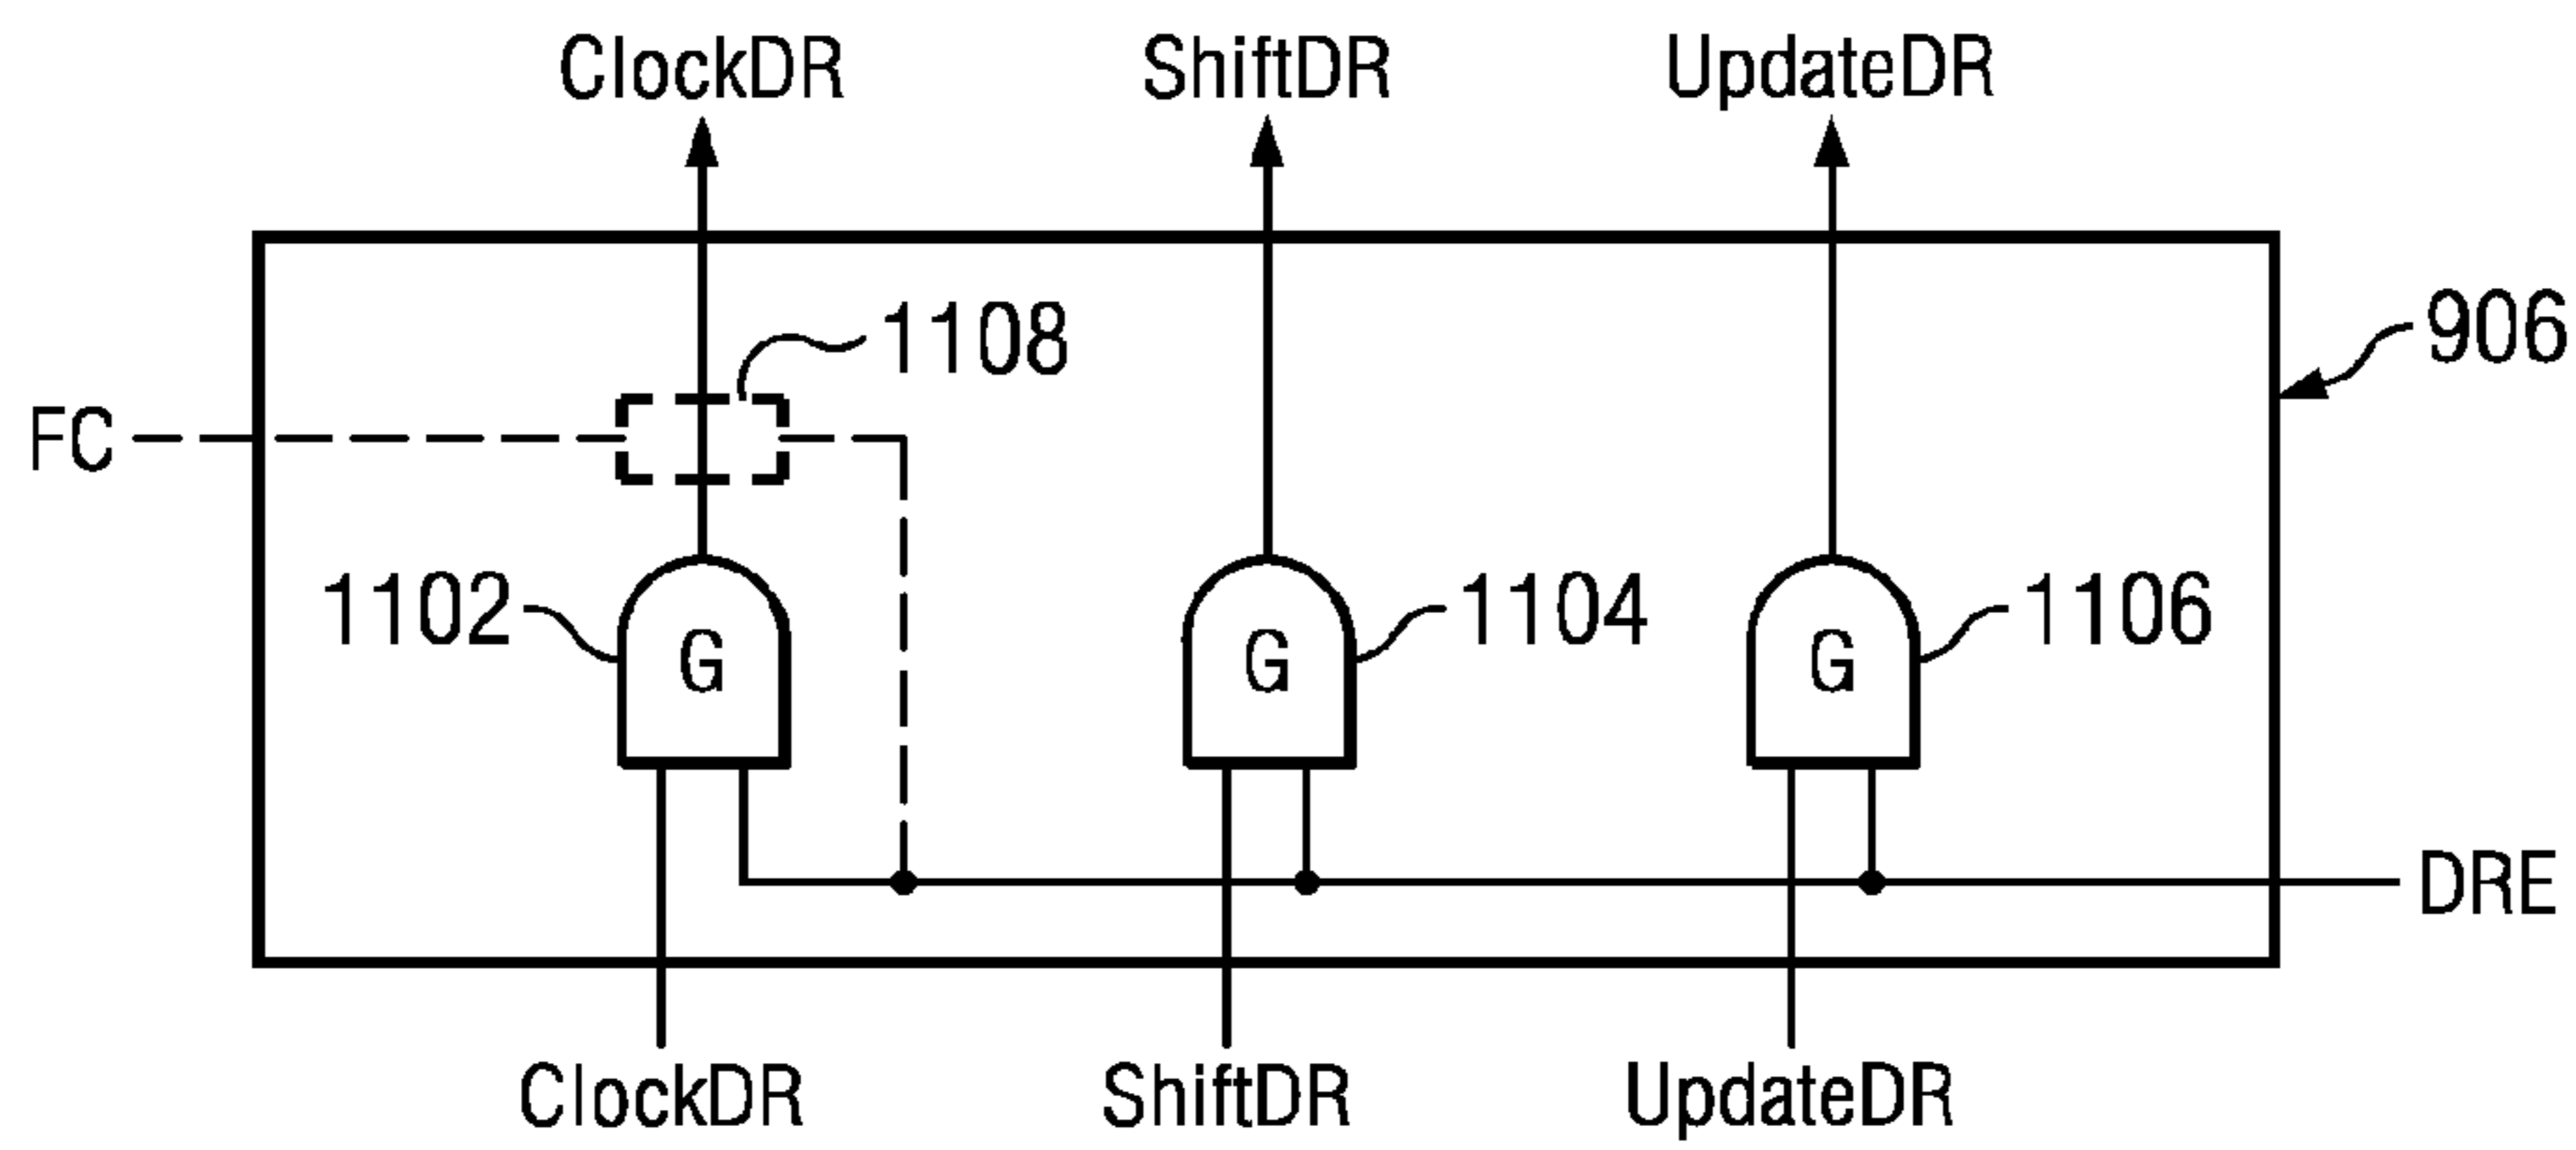 ClockDR ShiftDR UpdateDR
1108
906
FC
1102 G G 1104 G 1106
DRE
ClockDR ShiftDR UpdateDR